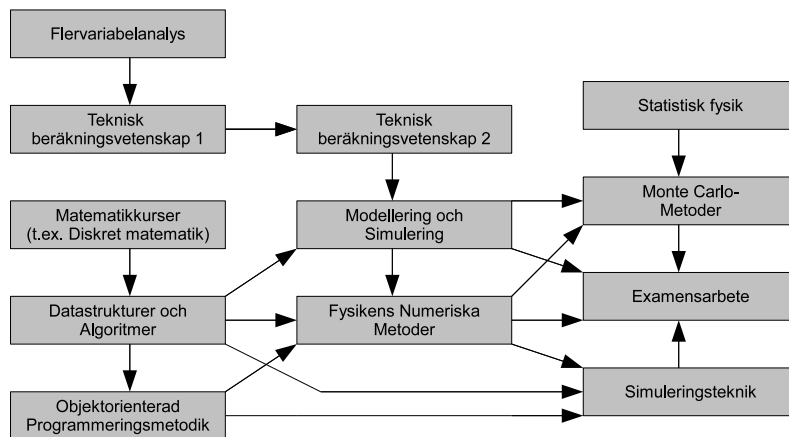 Flervariabelanalys
Teknisk
beräkningsvetenskap 1
Teknisk
beräkningsvetenskap 2
Statistisk fysik
Matematikkurser
(t.ex. Diskret matematik)
Modellering och
Simulering
Monte Carlo-
Metoder
Datastrukturer och
Algoritmer
Fysikens Numeriska
Metoder
Examensarbete
Objektorienterad
Programmeringsmetodik
Simuleringsteknik